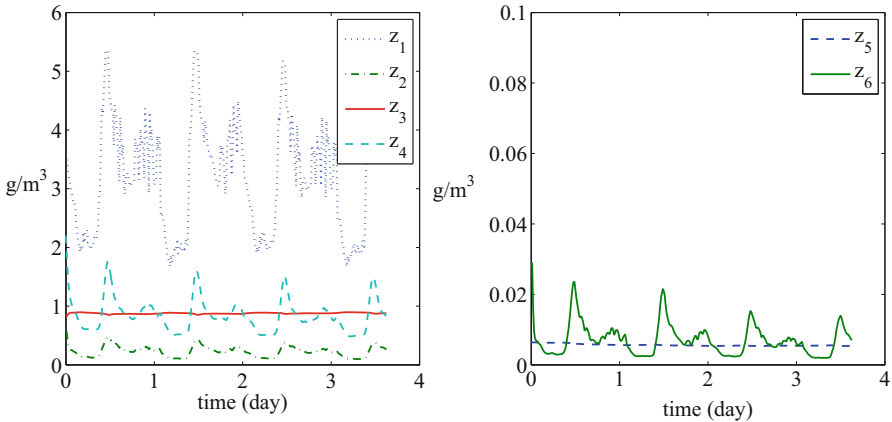 6
5
4
g/m³
3
2
1
0
0 1 2 3 4
time (day)
z₁
z₂
z₃
z₄
0.1
0.08
0.06
g/m³
0.04
0.02
0
0 1 2 3 4
time (day)
z₅
z₆